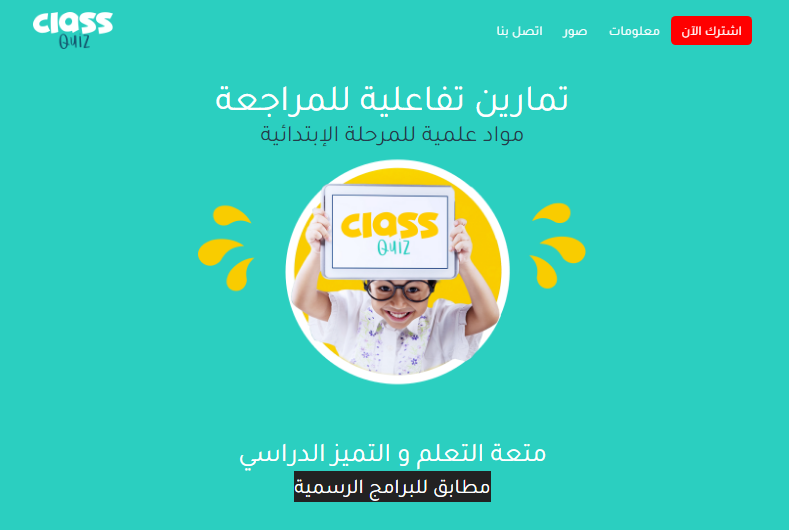 class
QUIZ
اشترك الآن
معلومات
صور
اتصل بنا
تمارين تفاعلية للمراجعة
مواد علمية للمرحلة الإبتدائية
class
QUIZ
متعة التعلم و التميز الدراسي
مطابق للبرامج الرسمية